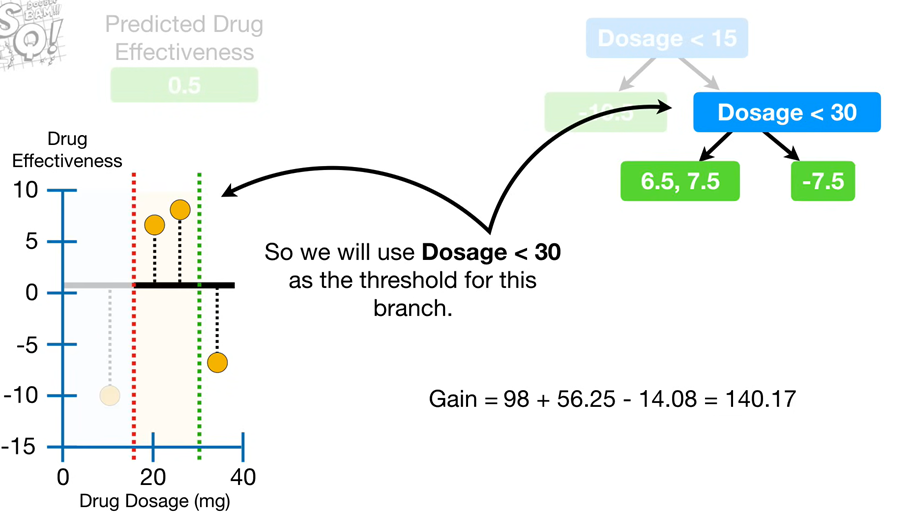 Predicted Drug
Effectiveness
0.5
Dosage < 15
-10.5
Dosage < 30
6.5, 7.5
-7.5
Drug
Effectiveness
10
5
0
-5
-10
-15
0
20
40
Drug Dosage (mg)
So we will use Dosage < 30
as the threshold for this
branch.
Gain = 98 + 56.25 - 14.08 = 140.17